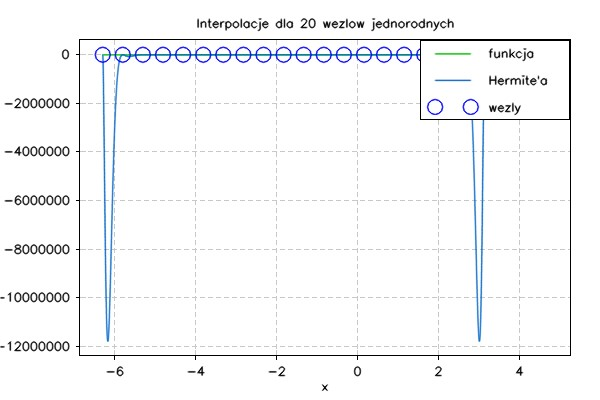 Interpolacje dla 20 wezlow jednorodnych
funkcja
Hermite'a
wezly
0
−2000000
−4000000
−6000000
−8000000
−10000000
−12000000
−6
−4
−2
0
2
4
x